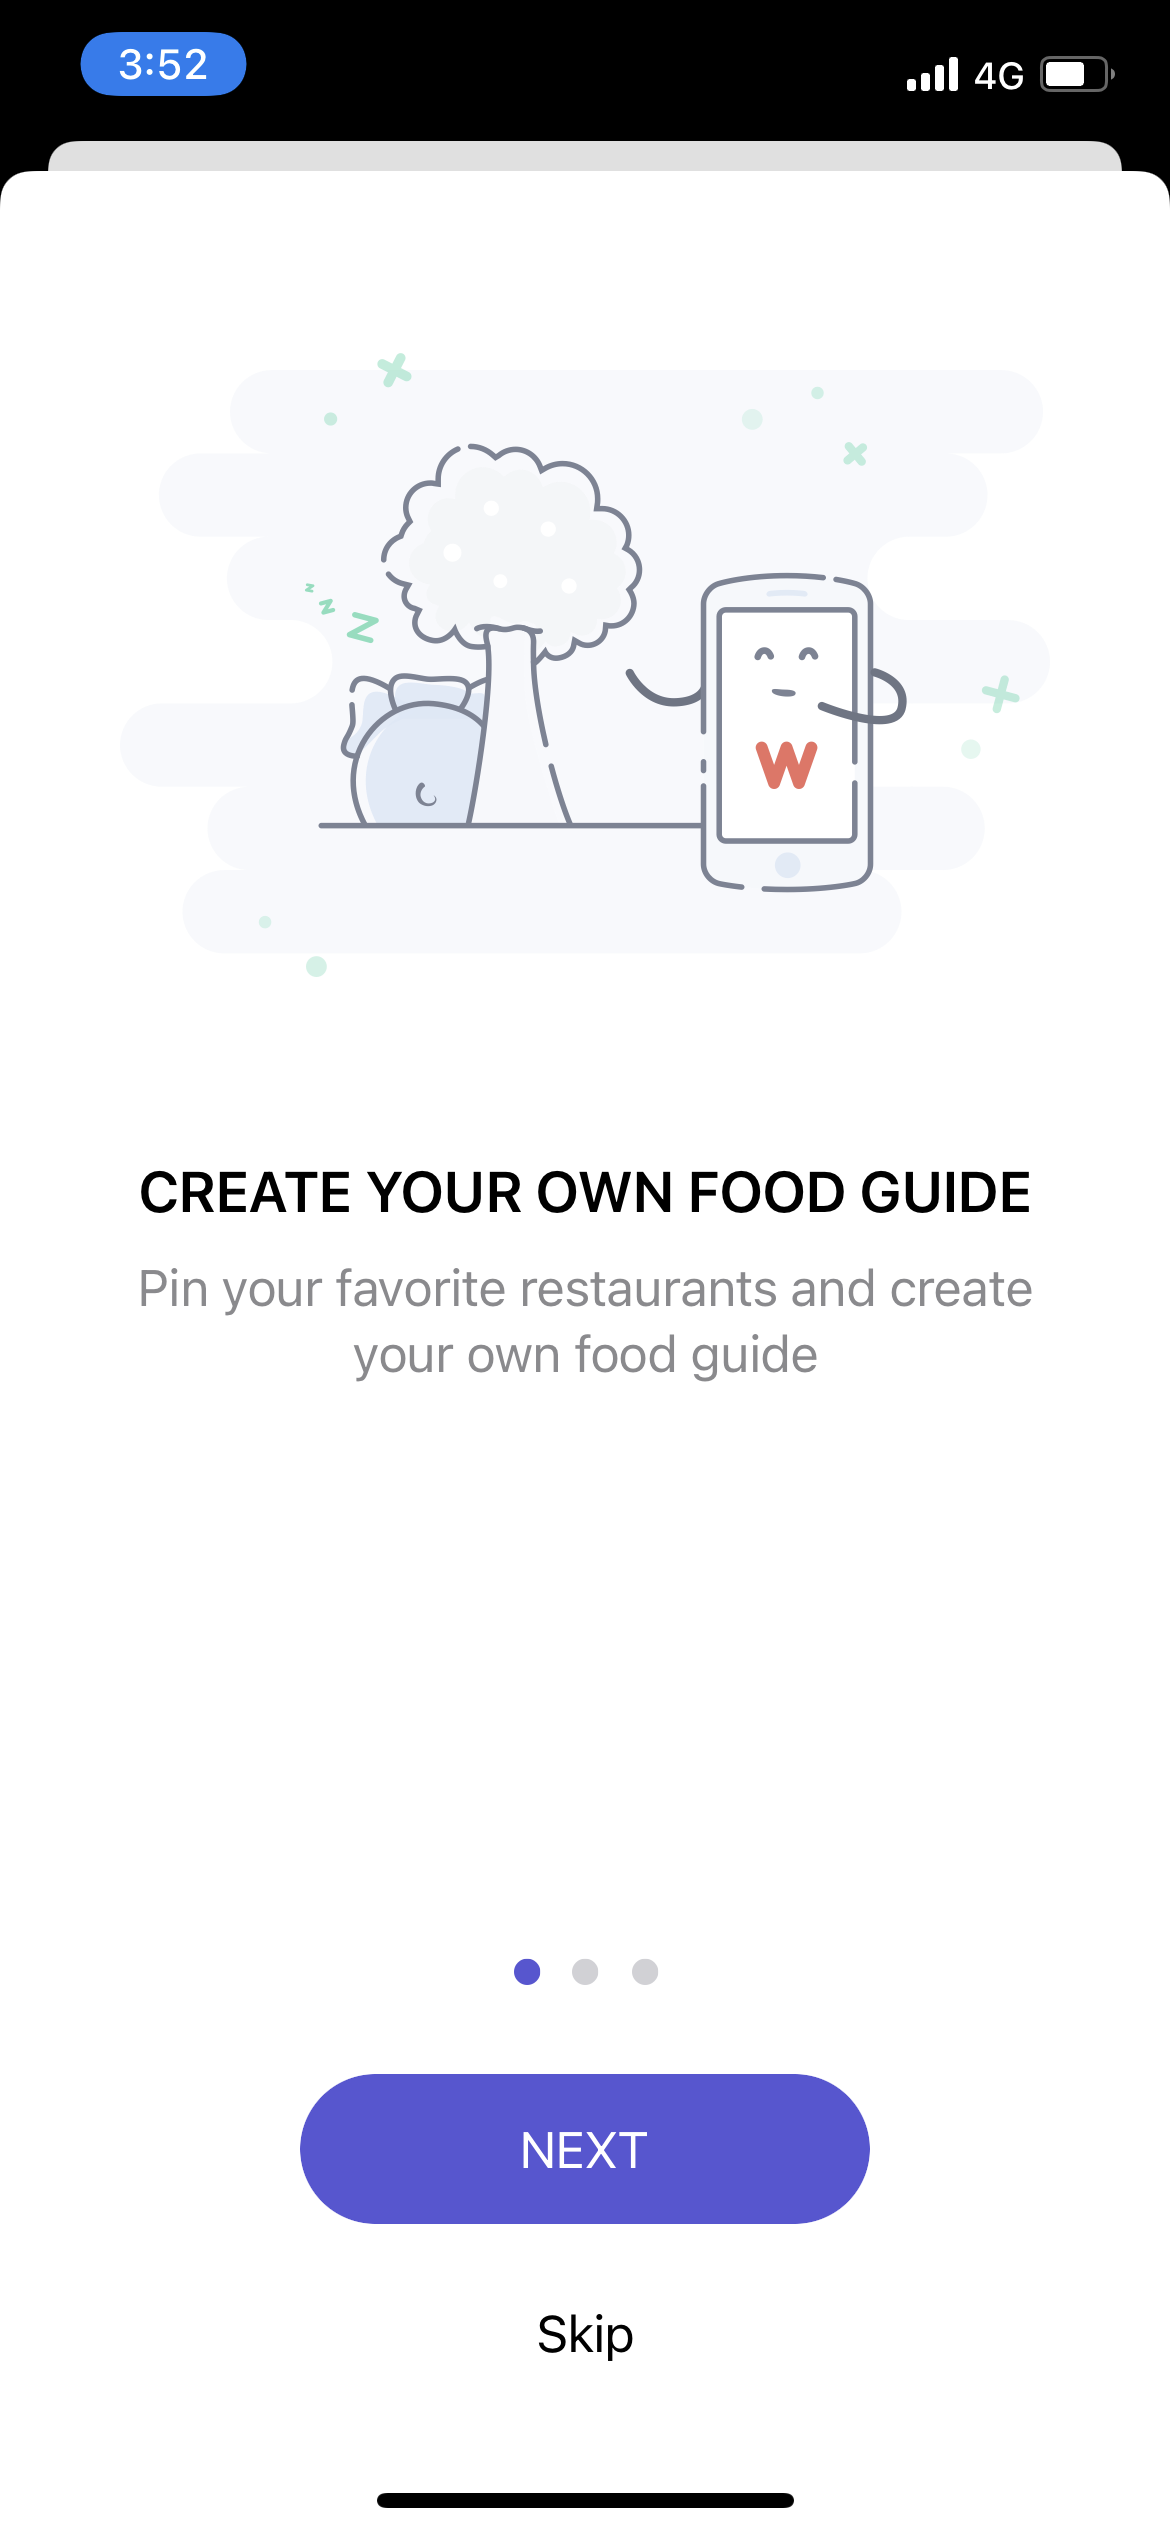 3:52
4G
z
z
Z
W
CREATE YOUR OWN FOOD GUIDE
Pin your favorite restaurants and create
your own food guide
NEXT
Skip